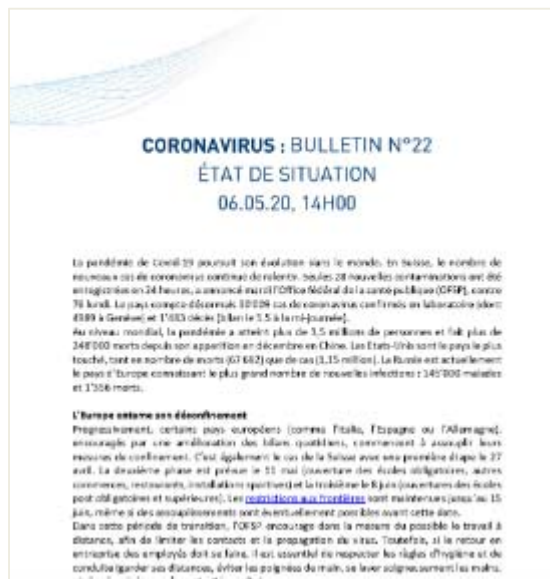 CORONAVIRUS : BULLETIN N°22
ÉTAT DE SITUATION
06.05.20, 14H00
La pandémie de Covid-19 poursuit son évolution dans le monde. En Suisse, le nombre de
nouveaux cas de coronavirus continue de ralentir. Seules 28 nouvelles contaminations ont été
enregistrées en 24 heures, a annoncé mardi l'Office fédéral de la santé publique (OFSP), contre
76 lundi. Le pays compte désormais 30'009 cas de coronavirus confirmés en laboratoire (dont
à Genève) et décès (bilan le 5.5 à la mi-journée).
Au niveau mondial, la pandémie a atteint plus de 3,5 millions de personnes et fait plus de
morts depuis son apparition en décembre en Chine. Les Etats-Unis sont le pays le plus
touché, tant en nombre de morts (67 682) que de cas (1,15 million). La Russie est actuellement
le pays d'Europe connaissant le plus grand nombre de nouvelles infections : 145'000 malades
et 1'356 morts.
L'Europe entame son déconfinement
Progressivement, certains pays européens (comme l'Italie, l'Espagne ou l'Allemagne),
encouragés par une amélioration des bilans quotidiens, commencent à assouplir leurs
mesures de confinement. C'est également le cas de la Suisse avec une première étape le 27
avril. La deuxième phase est prévue le 11 mai (ouverture des écoles obligatoires, autres
commerces, restaurants, installations sportives) et la troisième le 8 juin (ouvertures des écoles
post obligatoires et supérieures). Les restrictions aux frontières sont maintenues jusqu'au 15
juin, même si des assouplissements sont éventuellement possibles avant cette date.
Dans cette période de transition, l'OFSP encourage dans la mesure du possible le travail à
distance, afin de limiter les contacts et la propagation du virus. Toutefois, si le retour en
entreprise des employés doit se faire, il est essentiel de respecter les règles d'hygiène et de
conduite (garder ses distances, éviter les poignées de main, se laver soigneusement les mains,